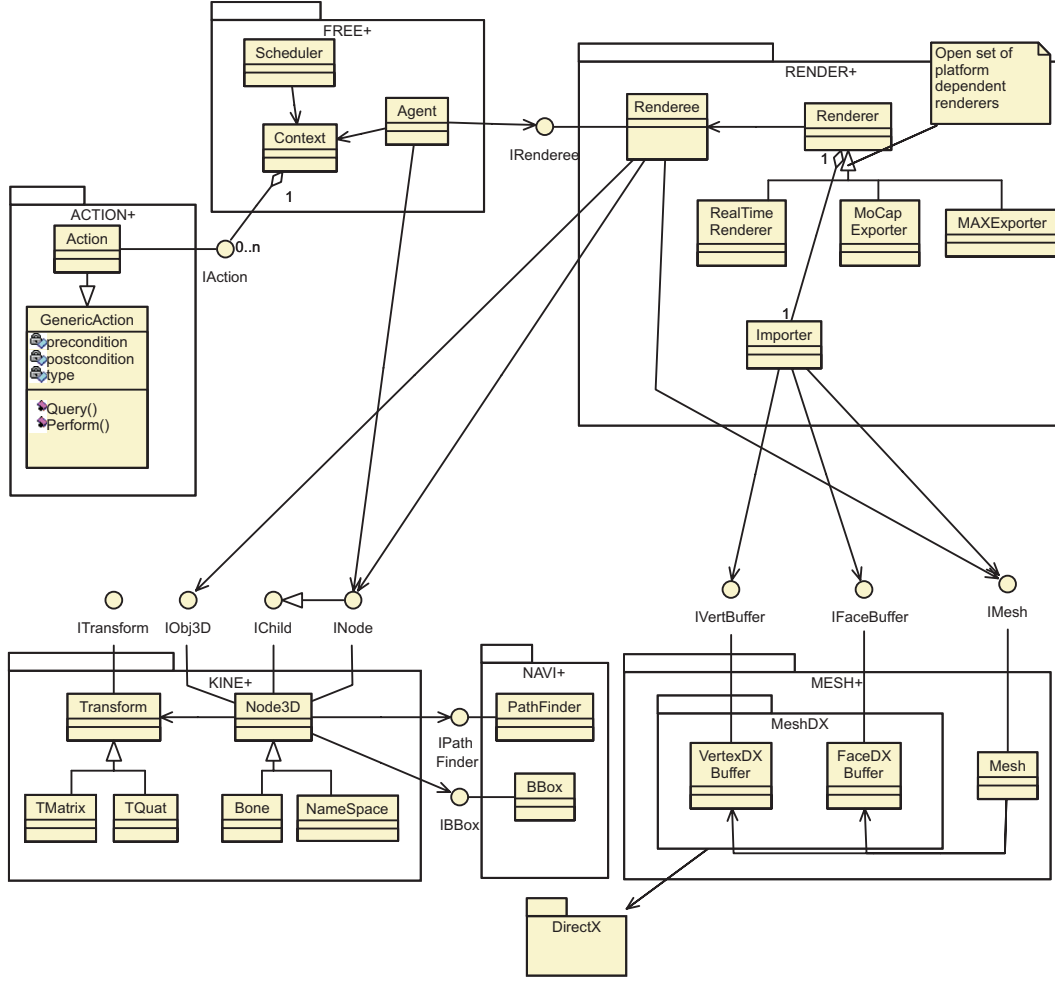 FREE+
Scheduler
Agent
Context
1
IRenderee
RENDER+
Open set of
platform
dependent
renderers
Renderee
Renderer
1
RealTime
Renderer
MoCap
Exporter
MAXExporter
1
Importer
ACTION+
Action
0..n
IAction
GenericAction
precondition
postcondition
type
Query()
Perform()
ITransform
IObj3D
IChild
INode
IVertBuffer
IFaceBuffer
IMesh
KINE+
Transform
Node3D
TMatrix
TQuat
Bone
NameSpace
IPath
Finder
IBBox
NAVI+
PathFinder
BBox
MESH+
MeshDX
VertexDX
Buffer
FaceDX
Buffer
Mesh
DirectX